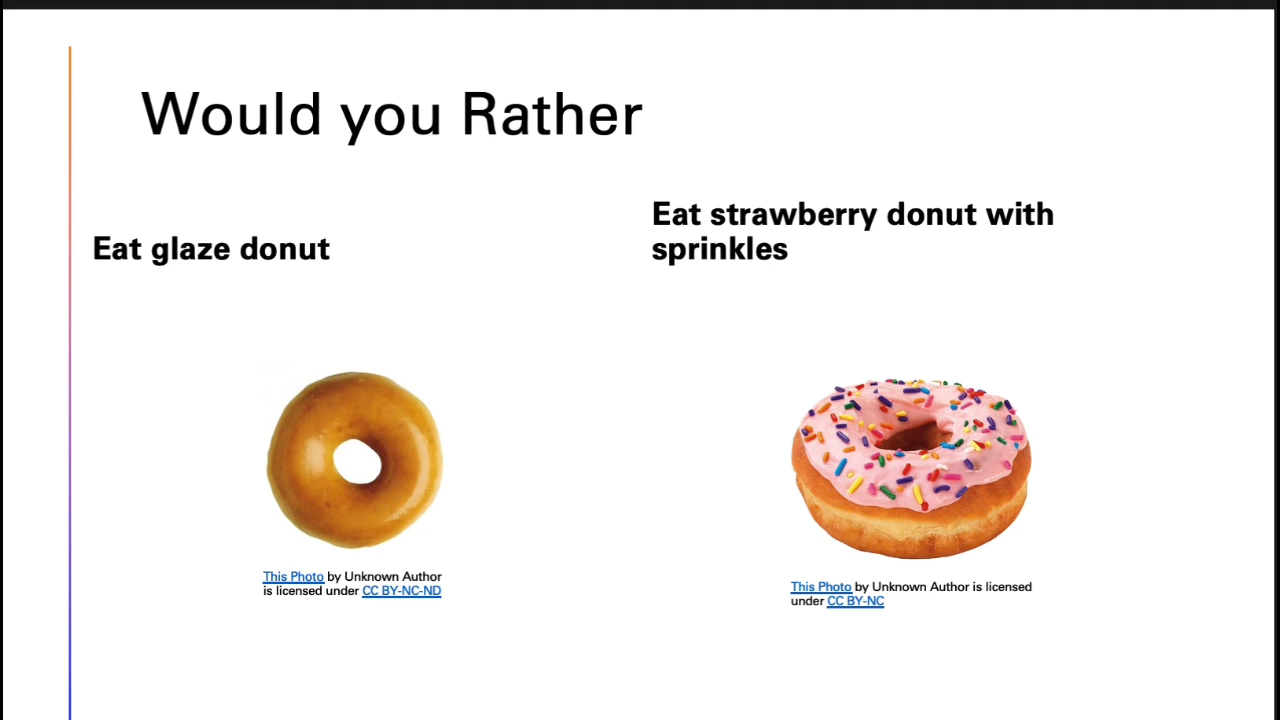 Would you Rather
Eat glaze donut
Eat strawberry donut with
sprinkles
This Photo by Unknown Author
is licensed under CC BY-NC-ND
This Photo by Unknown Author is licensed
under CC BY-NC